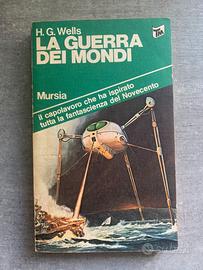 H. G. Wells
LA GUERRA
DEI MONDI
Mursia
il capolavoro che ha ispirato
tutta la fantascienza del Novecento